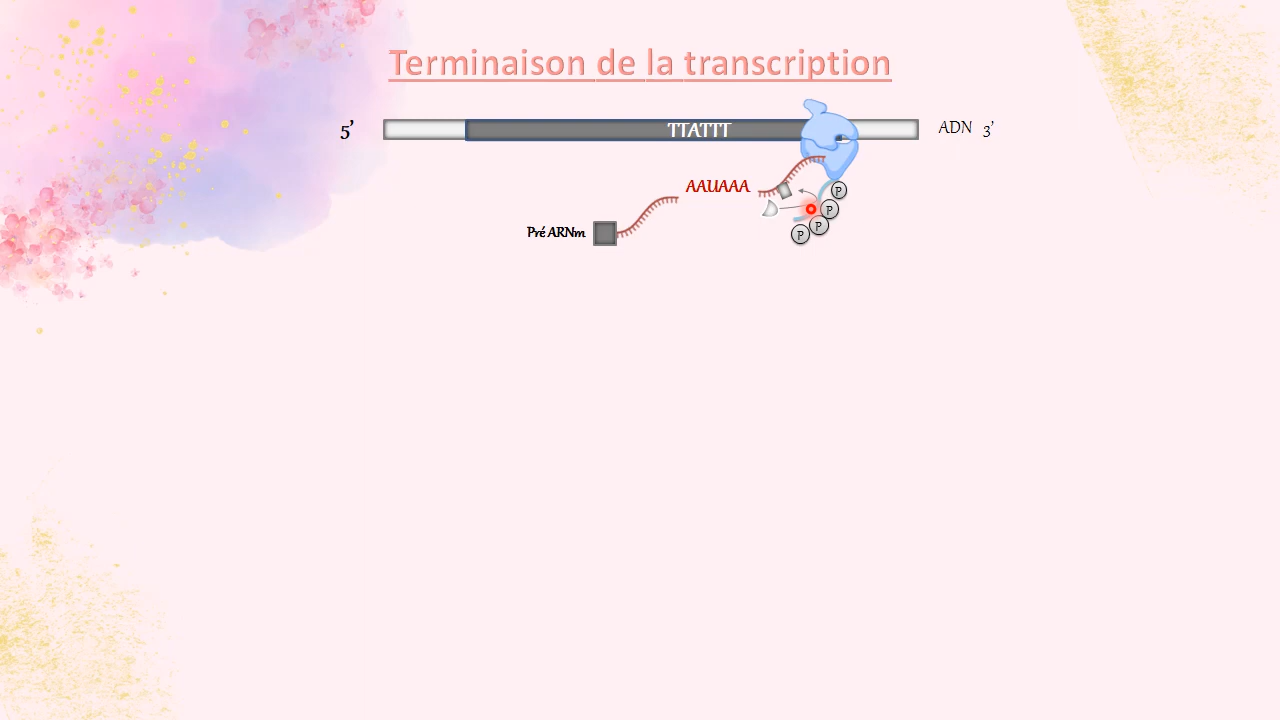 Terminaison de la transcription
5’ TTATTT ADN 3’
AAUAAA
P
P
P
Pré ARNm P